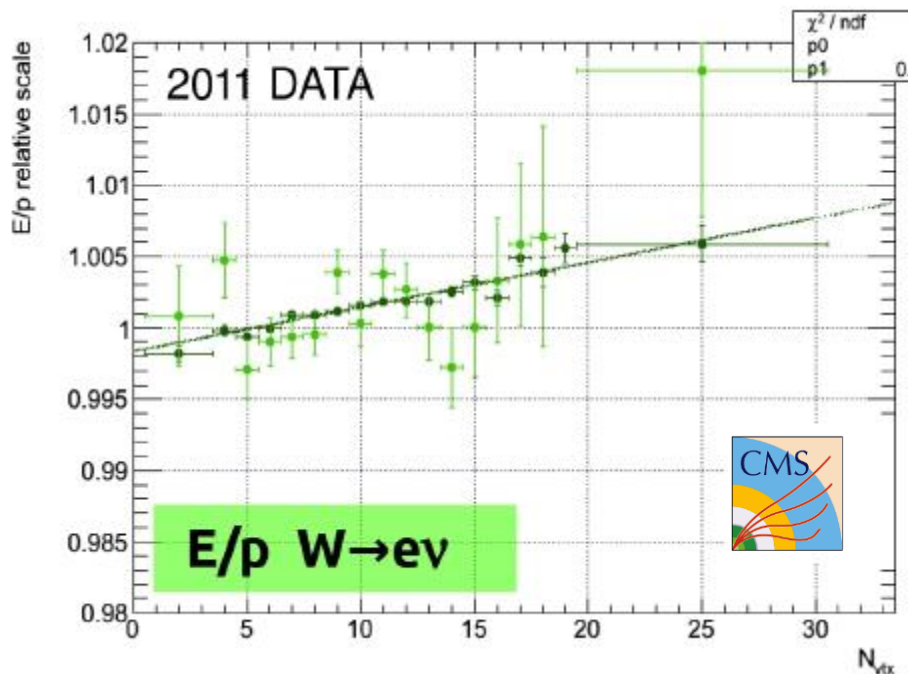 χ² / ndf
p0
p1 0.
2011 DATA
E/p relative scale
1.02
1.015
1.01
1.005
1
0.995
0.99
0.985
0.98
CMS
E/p W→eν
0 5 10 15 20 25 30
N_vtx